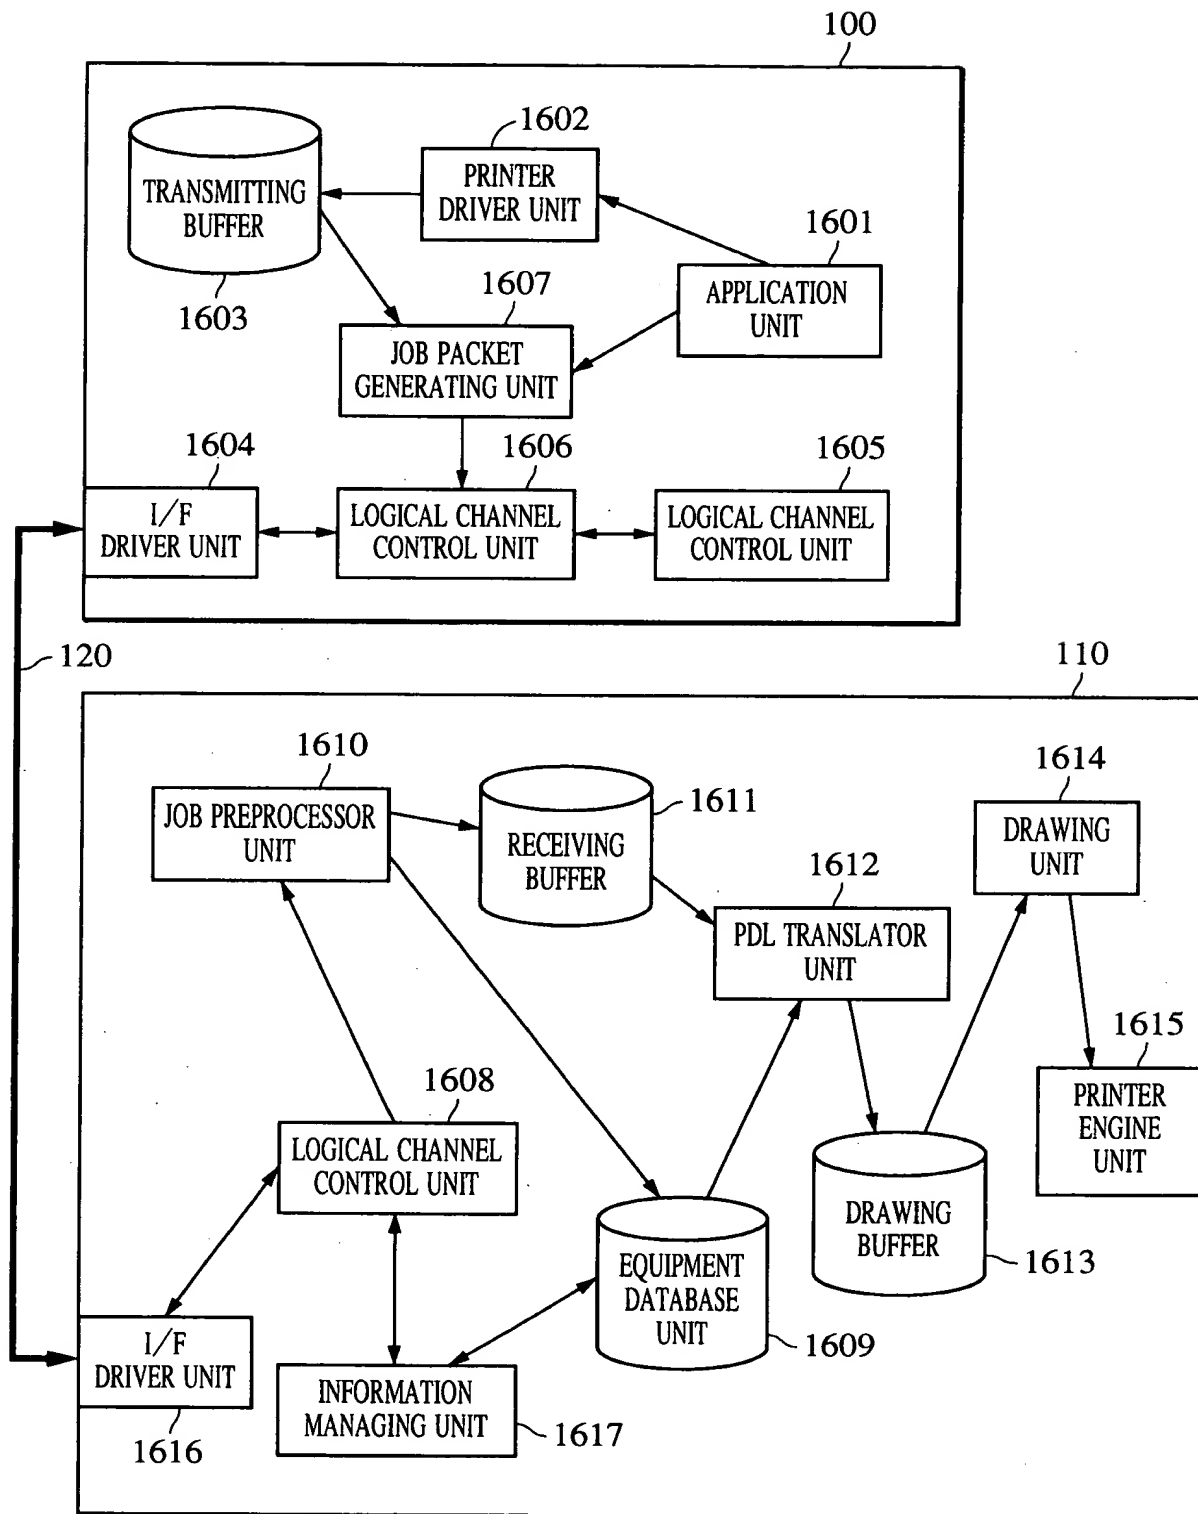 100
1602
PRINTER
DRIVER UNIT
TRANSMITTING
BUFFER
1603
1601
APPLICATION
UNIT
1607
JOB PACKET
GENERATING UNIT
1604
I/F
DRIVER UNIT
1606
LOGICAL CHANNEL
CONTROL UNIT
1605
LOGICAL CHANNEL
CONTROL UNIT
120
110
1610
JOB PREPROCESSOR
UNIT
RECEIVING
BUFFER
1611
1614
DRAWING
UNIT
1612
PDL TRANSLATOR
UNIT
1615
PRINTER
ENGINE
UNIT
1608
LOGICAL CHANNEL
CONTROL UNIT
DRAWING
BUFFER
1613
EQUIPMENT
DATABASE
UNIT
1609
I/F
DRIVER UNIT
1616
INFORMATION
MANAGING UNIT
1617